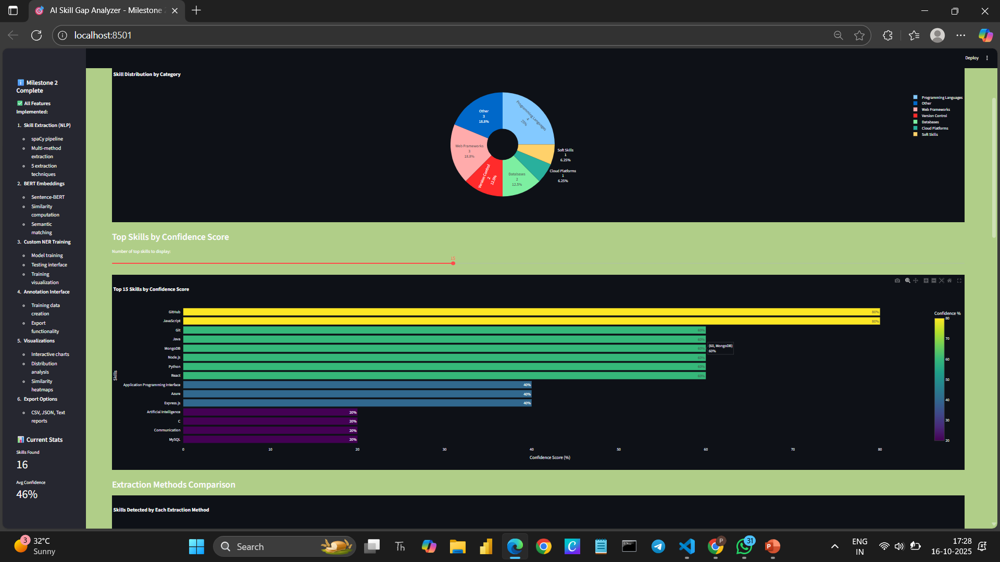 AI Skill Gap Analyzer - Milestone 2
localhost:8501
Deploy
Milestone 2
Complete
All Features
Implemented:
1. Skill Extraction (NLP)
spaCy pipeline
Multi-method
extraction
5 extraction
techniques
2. BERT Embeddings
Sentence-BERT
Similarity
computation
Semantic
matching
3. Custom NER Training
Model training
Testing interface
Training
visualization
4. Annotation Interface
Training data
creation
Export
functionality
5. Visualizations
Interactive charts
Distribution
analysis
Similarity
heatmaps
6. Export Options
CSV, JSON, Text
reports
Current Stats
Skills Found
16
Avg Confidence
46%
Skill Distribution by Category
Programming Languages
4
25%
Other
3
18.8%
Web Frameworks
3
18.8%
Version Control
2
12.5%
Databases
2
12.5%
Cloud Platforms
1
6.25%
Soft Skills
1
6.25%
Programming Languages
Other
Web Frameworks
Version Control
Databases
Cloud Platforms
Soft Skills
Top Skills by Confidence Score
Number of top skills to display:
15
Top 15 Skills by Confidence Score
Skills
GitHub 80%
JavaScript 80%
Git 60%
Java 60%
MongoDB 60%
Node.js 60%
Python 60%
React 60%
Application Programming Interface 40%
Azure 40%
Express.js 40%
Artificial Intelligence 20%
C 20%
Communication 20%
MySQL 20%
(60, MongoDB)
60%
0 10 20 30 40 50 60 70 80
Confidence Score (%)
Confidence %
80
70
60
50
40
30
20
Extraction Methods Comparison
Skills Detected by Each Extraction Method
3
32°C
Sunny
Search
Th
C
P
31
P
ENG
IN
17:28
16-10-2025